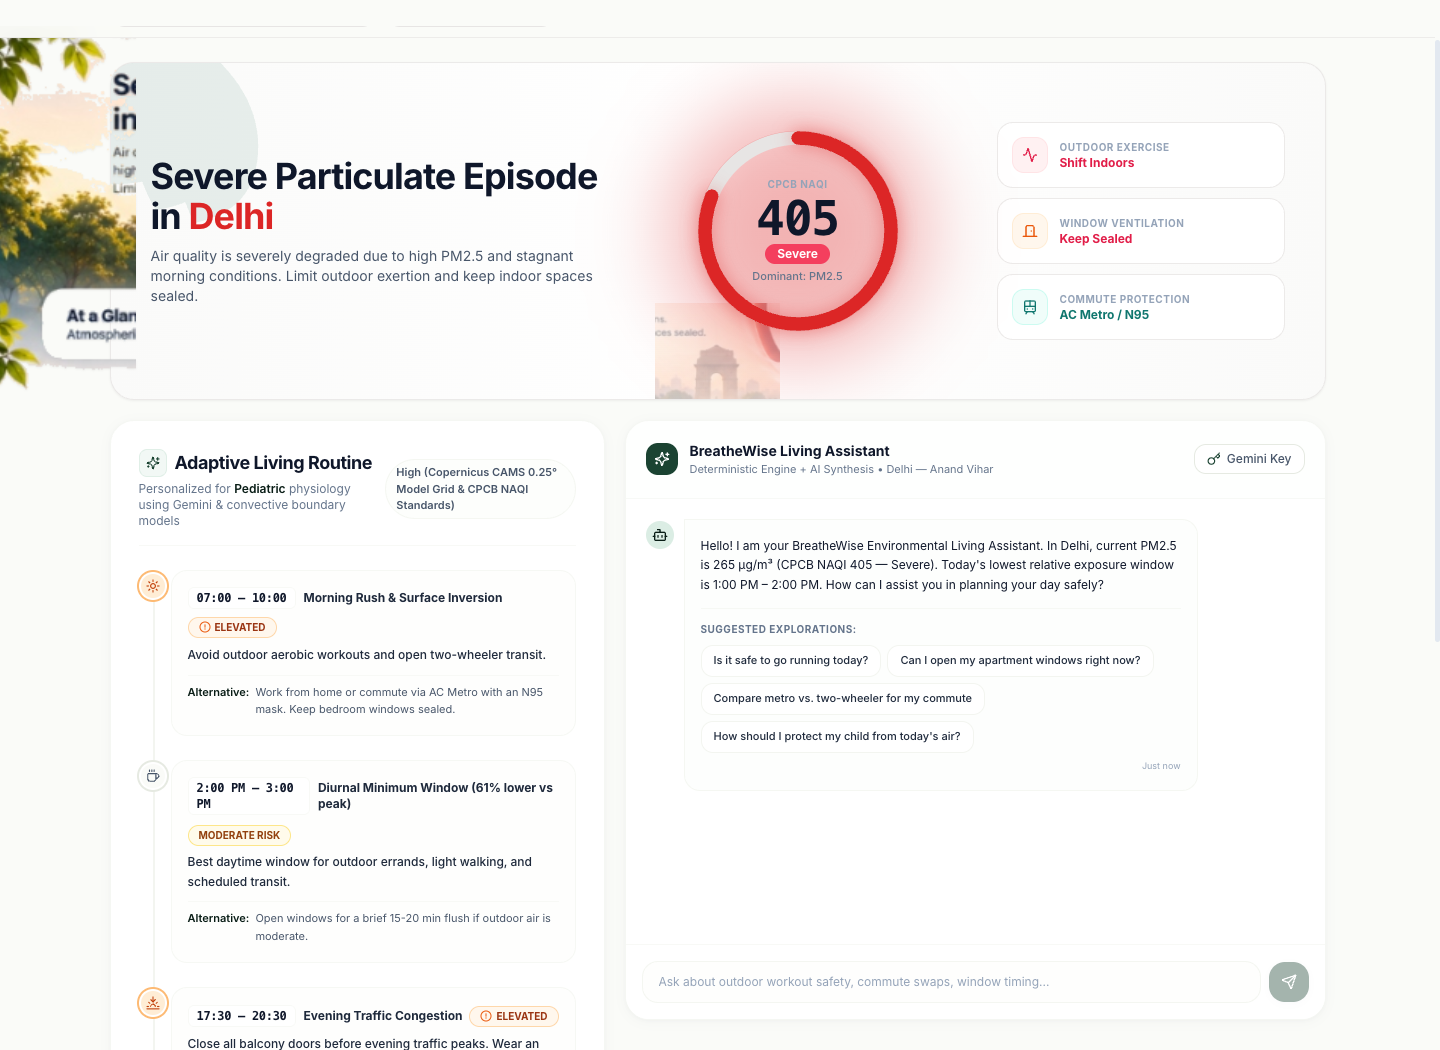 Se
in
Air
high
Limi
At a Glan
Atmospheri
Severe Particulate Episode
in Delhi
Air quality is severely degraded due to high PM2.5 and stagnant
morning conditions. Limit outdoor exertion and keep indoor spaces
sealed.
ns.
ces sealed.
CPCB NAQI
405
Severe
Dominant: PM2.5
OUTDOOR EXERCISE
Shift Indoors
WINDOW VENTILATION
Keep Sealed
COMMUTE PROTECTION
AC Metro / N95
Adaptive Living Routine
Personalized for Pediatric physiology
using Gemini & convective boundary
models
High (Copernicus CAMS 0.25°
Model Grid & CPCB NAQI
Standards)
07:00 – 10:00 Morning Rush & Surface Inversion
ELEVATED
Avoid outdoor aerobic workouts and open two-wheeler transit.
Alternative: Work from home or commute via AC Metro with an N95
mask. Keep bedroom windows sealed.
2:00 PM – 3:00
PM
Diurnal Minimum Window (61% lower vs
peak)
MODERATE RISK
Best daytime window for outdoor errands, light walking, and
scheduled transit.
Alternative: Open windows for a brief 15-20 min flush if outdoor air is
moderate.
17:30 – 20:30 Evening Traffic Congestion ELEVATED
Close all balcony doors before evening traffic peaks. Wear an
BreatheWise Living Assistant
Deterministic Engine + AI Synthesis • Delhi — Anand Vihar
Gemini Key
Hello! I am your BreatheWise Environmental Living Assistant. In Delhi, current PM2.5
is 265 µg/m³ (CPCB NAQI 405 — Severe). Today's lowest relative exposure window
is 1:00 PM – 2:00 PM. How can I assist you in planning your day safely?
SUGGESTED EXPLORATIONS:
Is it safe to go running today?
Can I open my apartment windows right now?
Compare metro vs. two-wheeler for my commute
How should I protect my child from today's air?
Just now
Ask about outdoor workout safety, commute swaps, window timing...